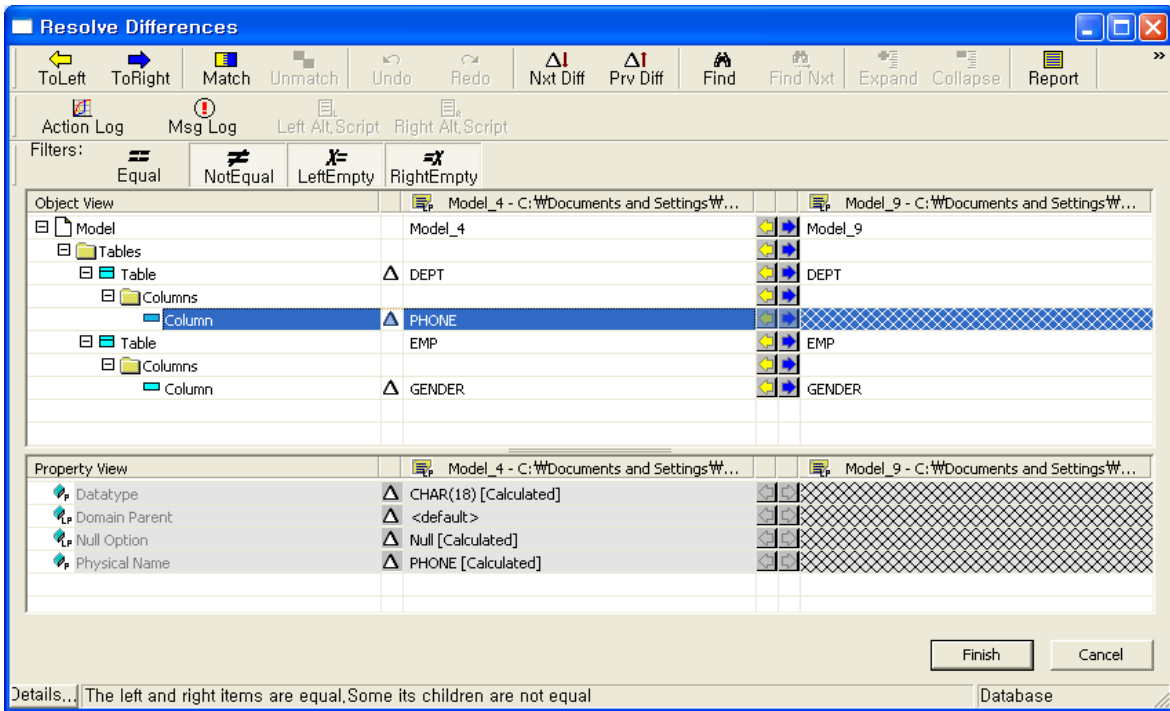 Resolve Differences
ToLeft ToRight Match Unmatch Undo Redo Nxt Diff Prv Diff Find Find Nxt Expand Collapse Report »
Action Log Msg Log Left Alt,Script Right Alt,Script
Filters: Equal NotEqual LeftEmpty RightEmpty
Object View Model_4 - C:₩Documents and Settings₩... Model_9 - C:₩Documents and Settings₩...
Model Model_4 Model_9
Tables
Table DEPT DEPT
Columns
Column PHONE
Table EMP EMP
Columns
Column GENDER GENDER
Property View Model_4 - C:₩Documents and Settings₩... Model_9 - C:₩Documents and Settings₩...
Datatype CHAR(18) [Calculated]
Domain Parent <default>
Null Option Null [Calculated]
Physical Name PHONE [Calculated]
Finish Cancel
Details,,, The left and right items are equal,Some its children are not equal Database